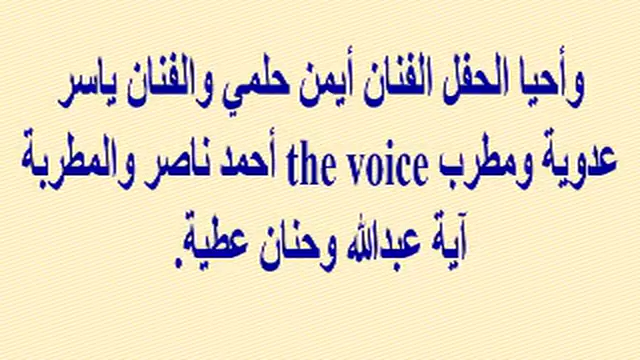 وأحيا الحفل الفنان أيمن حلمي والفنان ياسر
عدوية ومطرب the voice أحمد ناصر والمطربة
آية عبدالله وحنان عطية.